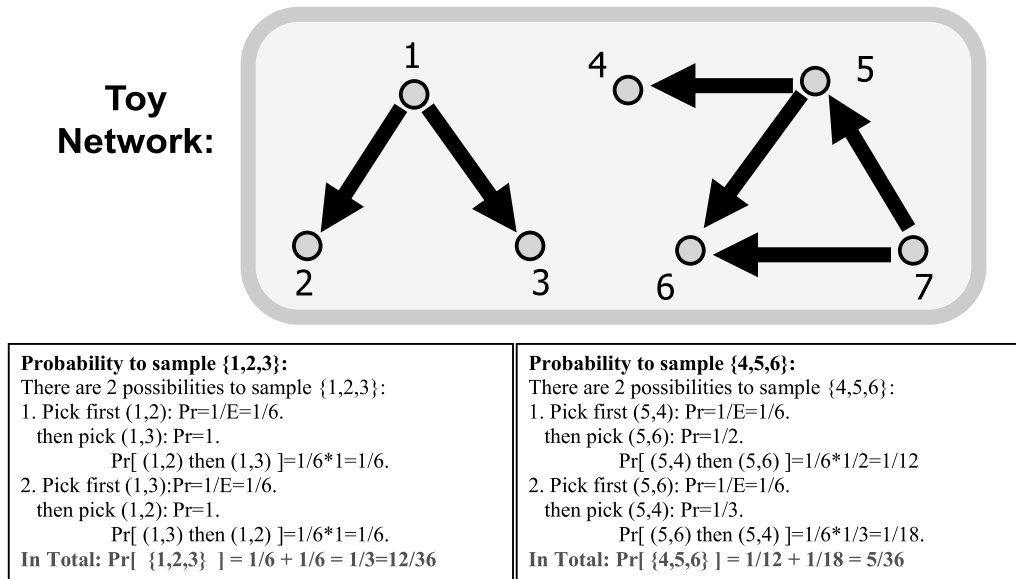 Toy
Network:
1
2
3
4
5
6
7
Probability to sample {1,2,3}:
There are 2 possibilities to sample {1,2,3}:
1. Pick first (1,2): Pr=1/E=1/6.
then pick (1,3): Pr=1.
Pr[ (1,2) then (1,3) ]=1/6*1=1/6.
2. Pick first (1,3):Pr=1/E=1/6.
then pick (1,2): Pr=1.
Pr[ (1,3) then (1,2) ]=1/6*1=1/6.
In Total: Pr[ {1,2,3} ] = 1/6 + 1/6 = 1/3=12/36
Probability to sample {4,5,6}:
There are 2 possibilities to sample {4,5,6}:
1. Pick first (5,4): Pr=1/E=1/6.
then pick (5,6): Pr=1/2.
Pr[ (5,4) then (5,6) ]=1/6*1/2=1/12
2. Pick first (5,6): Pr=1/E=1/6.
then pick (5,4): Pr=1/3.
Pr[ (5,6) then (5,4) ]=1/6*1/3=1/18.
In Total: Pr[ {4,5,6} ] = 1/12 + 1/18 = 5/36